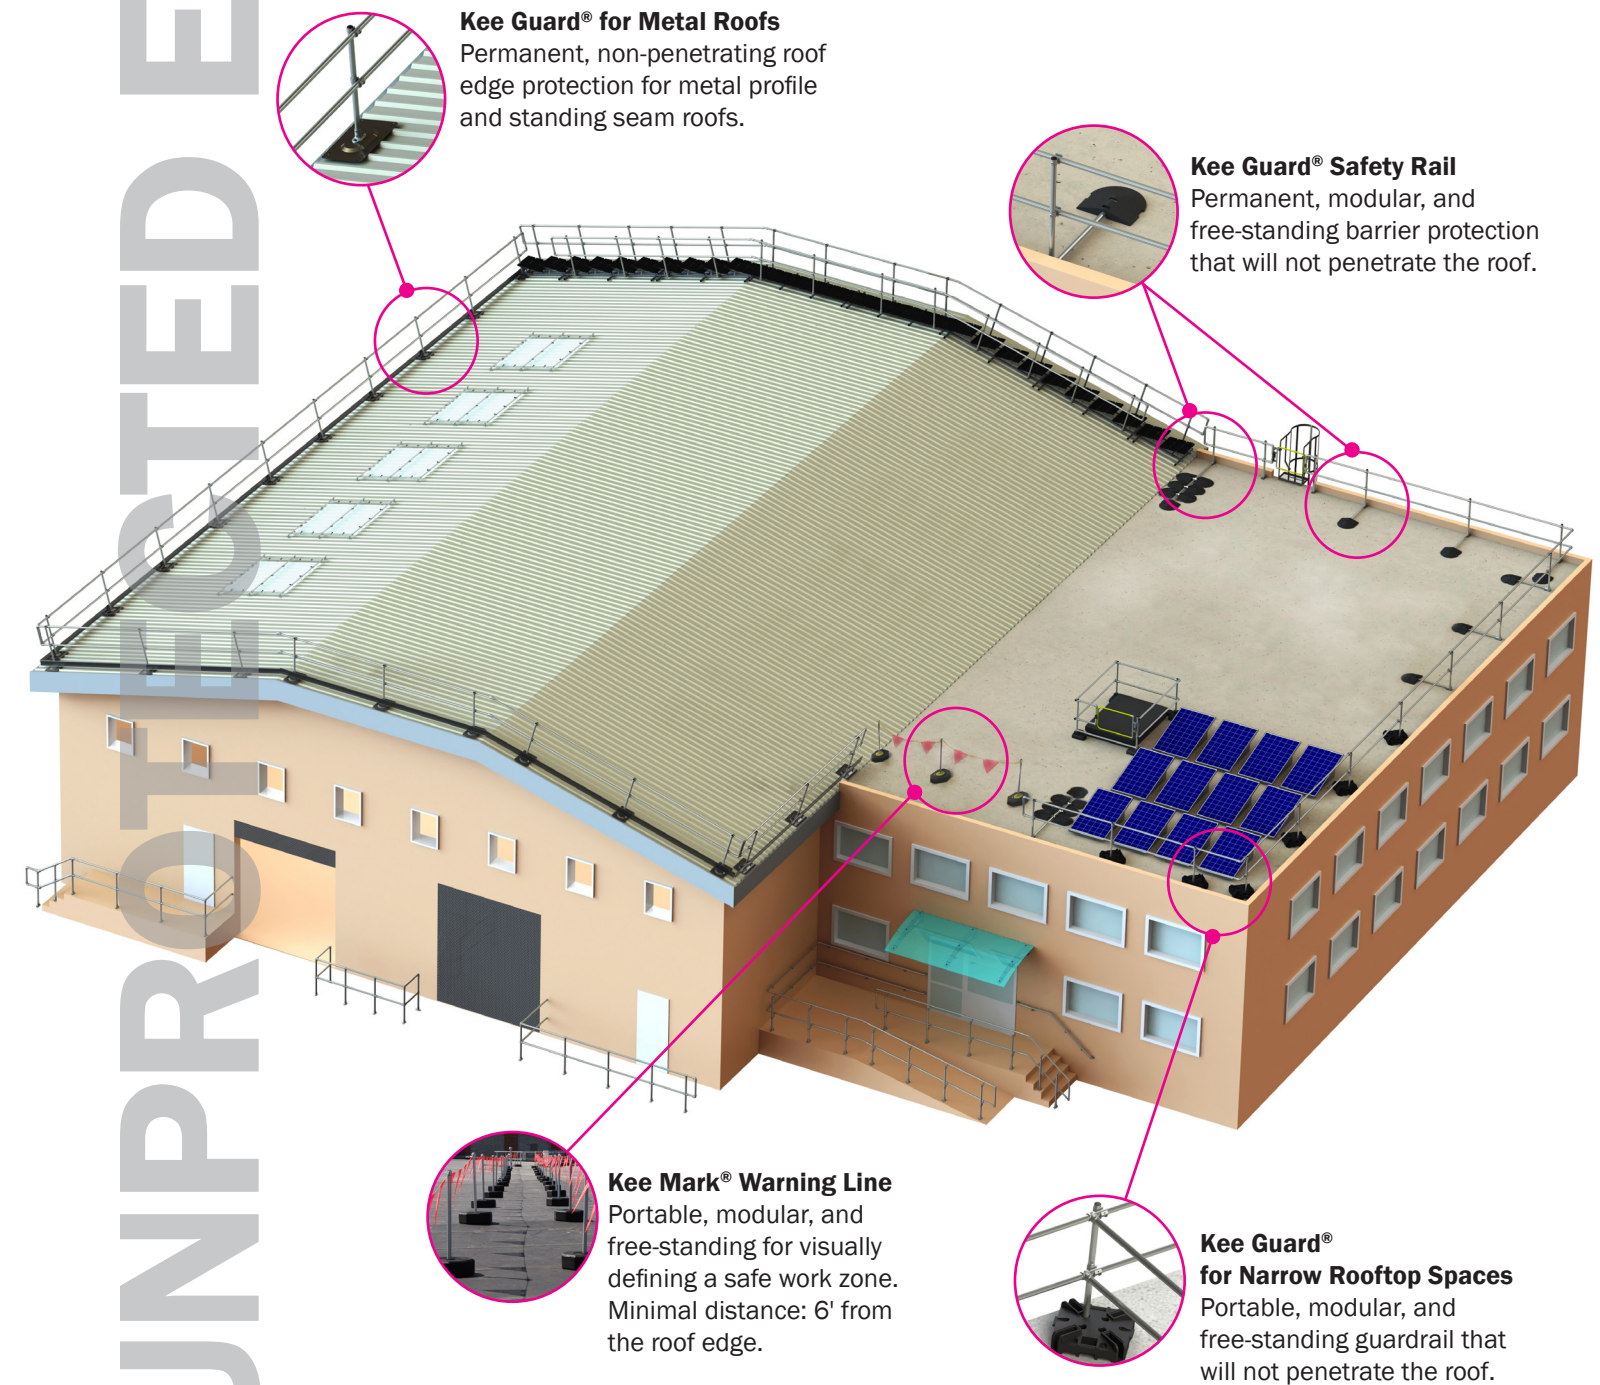 Kee Guard® for Metal Roofs
Permanent, non-penetrating roof
edge protection for metal profile
and standing seam roofs.
Kee Guard® Safety Rail
Permanent, modular, and
free-standing barrier protection
that will not penetrate the roof.
UNPROTECTED E
Kee Mark® Warning Line
Portable, modular, and
free-standing for visually
defining a safe work zone.
Minimal distance: 6' from
the roof edge.
Kee Guard®
for Narrow Rooftop Spaces
Portable, modular, and
free-standing guardrail that
will not penetrate the roof.